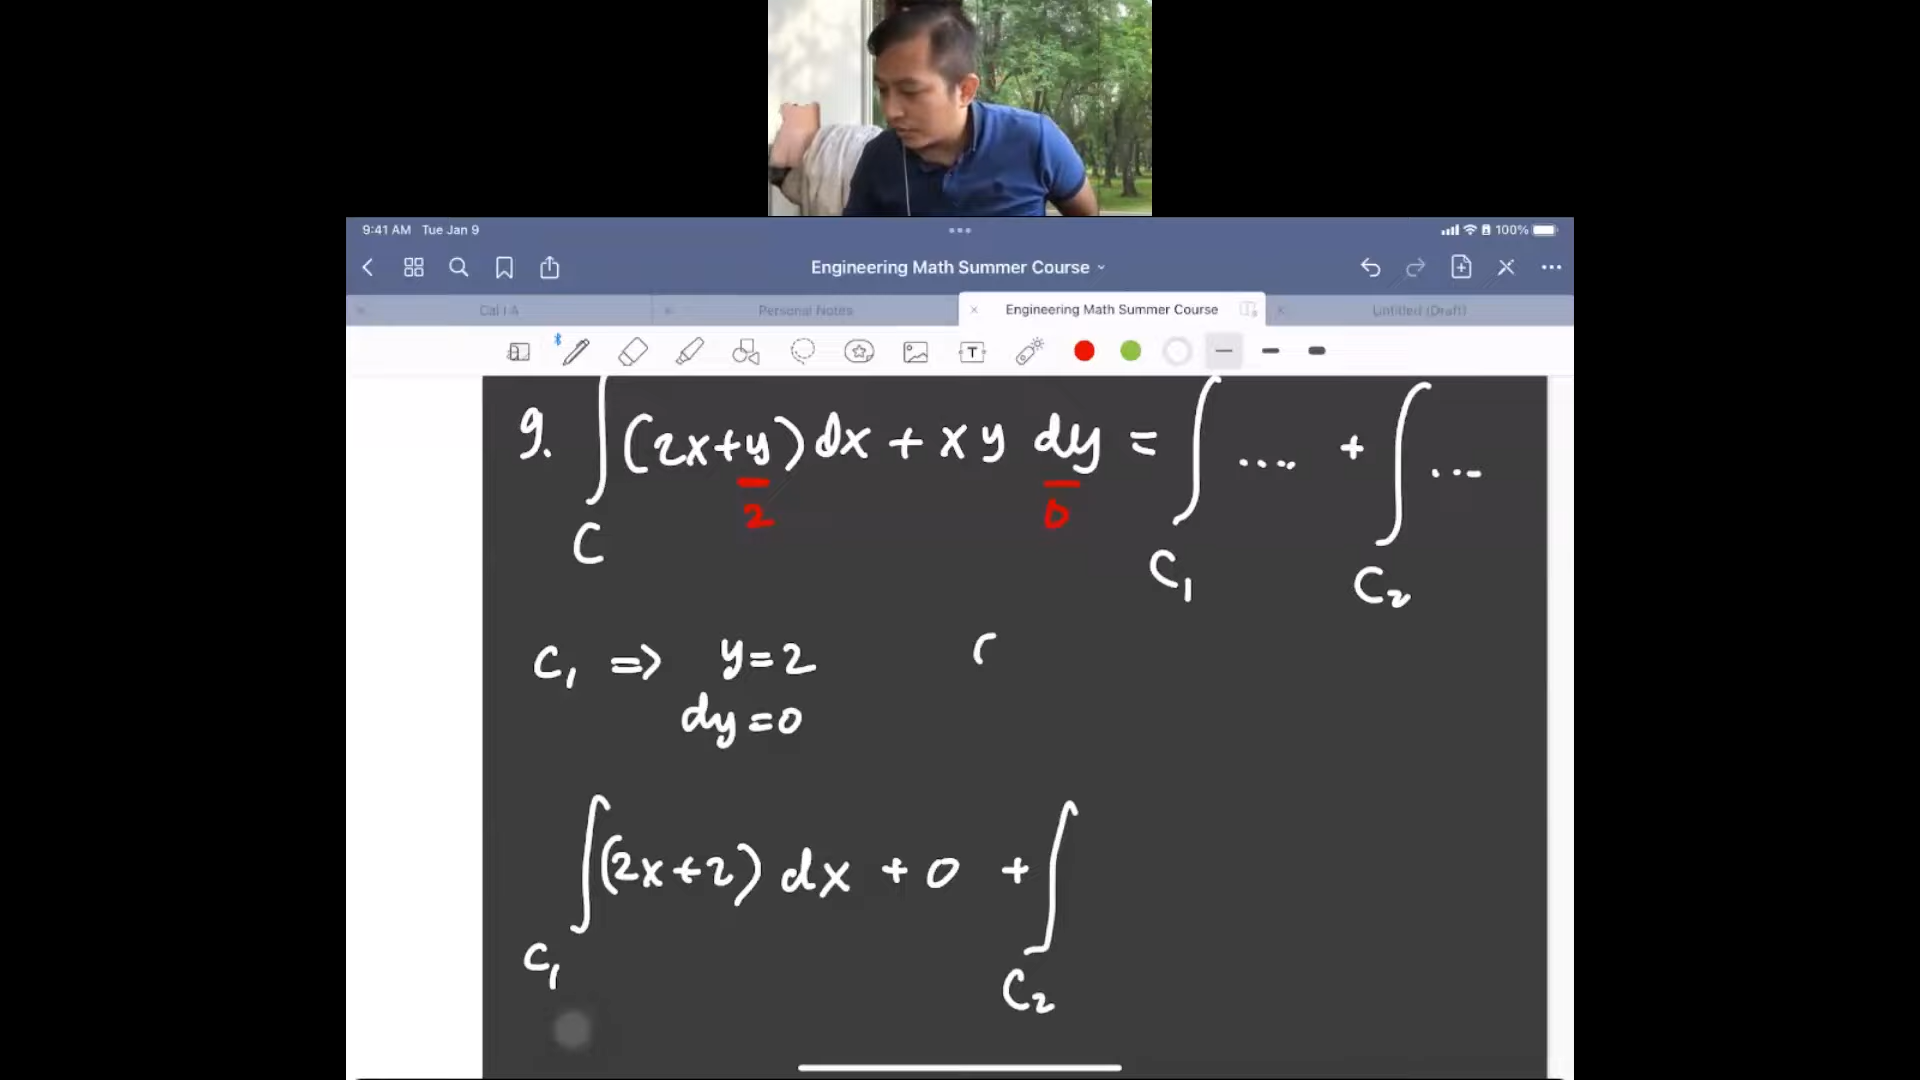 9:41 AM Tue Jan 9
100%
Engineering Math Summer Course
Cal I A
Personal Notes
Engineering Math Summer Course
Untitled (Draft)
T
9. ∫ (2x+y)dx + xy dy = ∫ .... + ∫ ...
2 0
C C₁ C₂
C₁ => y=2 (
dy=0
∫(2x+2) dx + 0 + ∫
C₁ C₂